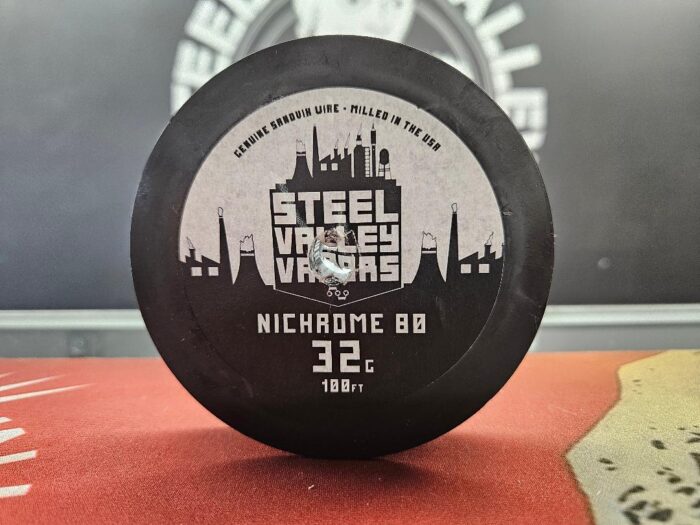 GENUINE SANDVIK WIRE - MILLED IN THE USA
STEEL
VALLEY
VAPORS
NICHROME 80
32G
100FT